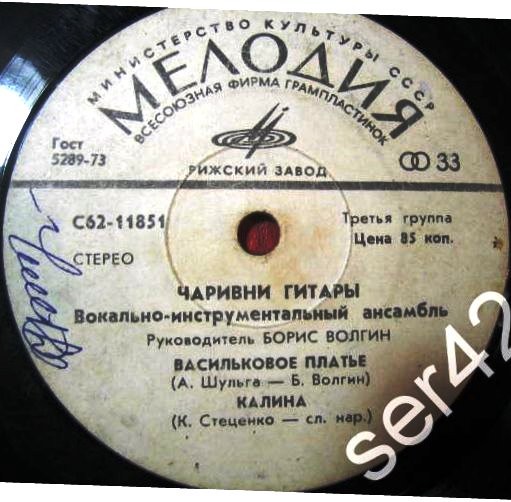 МИНИСТЕРСТВО КУЛЬТУРЫ СССР
МЕЛОДИЯ
ВСЕСОЮЗНАЯ ФИРМА ГРАМПЛАСТИНОК
Гост
5289-73
РИЖСКИЙ ЗАВОД
33
С62-11851
СТЕРЕО
Третья группа
Цена 85 коп.
ЧАРИВНИ ГИТАРЫ
Вокально-инструментальный ансамбль
Руководитель БОРИС ВОЛГИН
ВАСИЛЬКОВОЕ ПЛАТЬЕ
(А. Шульга — Б. Волгин)
КАЛИНА
(К. Стеценко — сл. нар.)
ser42